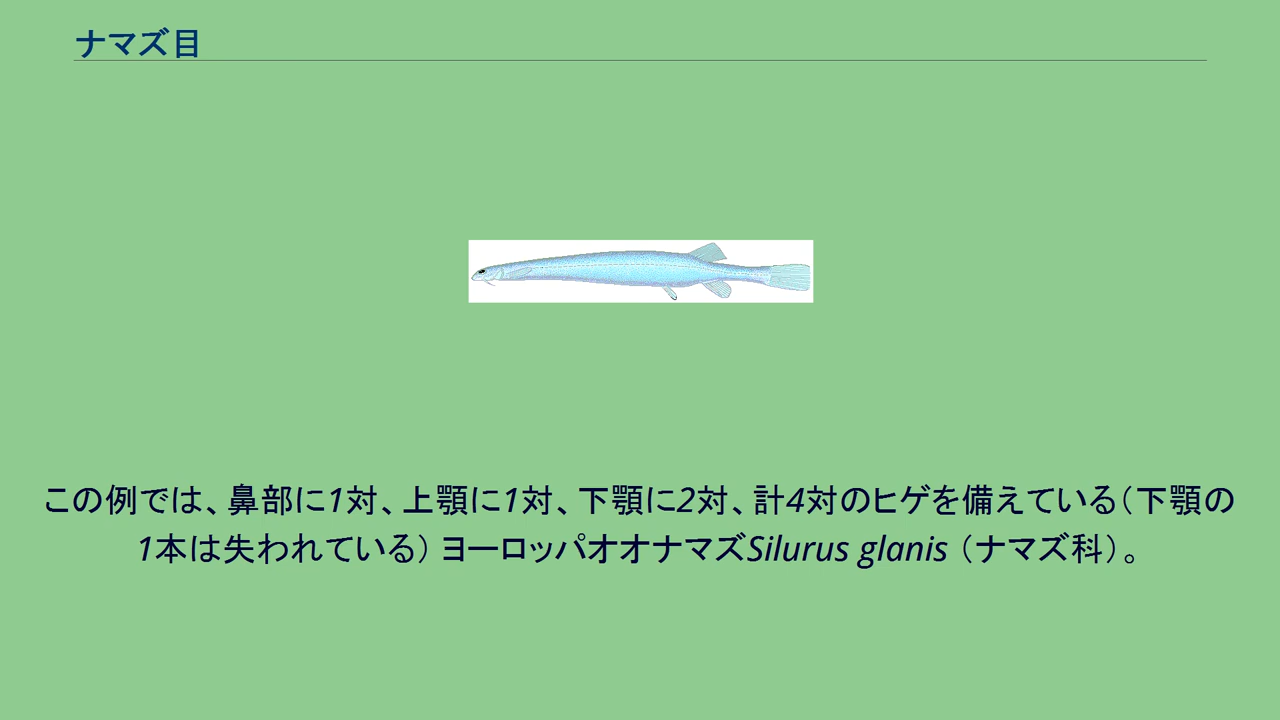 ナマズ目
この例では、鼻部に1対、上顎に1対、下顎に2対、計4対のヒゲを備えている（下顎の
1本は失われている） ヨーロッパオオナマズSilurus glanis （ナマズ科）。